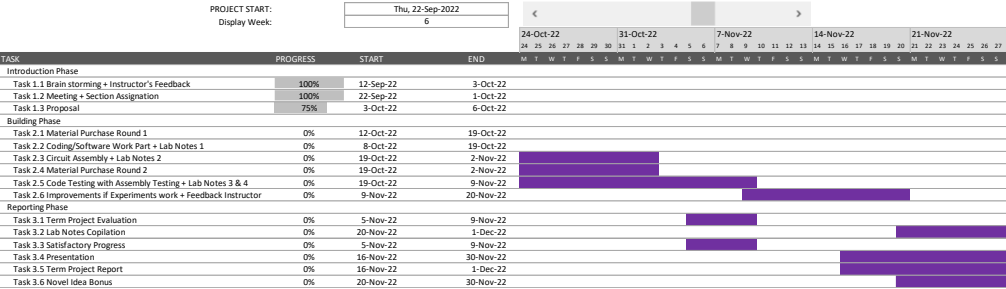 PROJECT START: Thu, 22-Sep-2022
Display Week: 6
24-Oct-22 31-Oct-22 7-Nov-22 14-Nov-22 21-Nov-22
24 25 26 27 28 29 30 31 1 2 3 4 5 6 7 8 9 10 11 12 13 14 15 16 17 18 19 20 21 22 23 24 25 26 27
TASK PROGRESS START END M T W T F S S M T W T F S S M T W T F S S M T W T F S S M T W T F S S
Introduction Phase
Task 1.1 Brain storming + Instructor's Feedback 100% 12-Sep-22 3-Oct-22
Task 1.2 Meeting + Section Assignation 100% 22-Sep-22 1-Oct-22
Task 1.3 Proposal 75% 3-Oct-22 6-Oct-22
Building Phase
Task 2.1 Material Purchase Round 1 0% 12-Oct-22 19-Oct-22
Task 2.2 Coding/Software Work Part + Lab Notes 1 0% 8-Oct-22 19-Oct-22
Task 2.3 Circuit Assembly + Lab Notes 2 0% 19-Oct-22 2-Nov-22
Task 2.4 Material Purchase Round 2 0% 19-Oct-22 2-Nov-22
Task 2.5 Code Testing with Assembly Testing + Lab Notes 3 & 4 0% 19-Oct-22 9-Nov-22
Task 2.6 Improvements if Experiments work + Feedback Instructor 0% 9-Nov-22 20-Nov-22
Reporting Phase
Task 3.1 Term Project Evaluation 0% 5-Nov-22 9-Nov-22
Task 3.2 Lab Notes Copilation 0% 20-Nov-22 1-Dec-22
Task 3.3 Satisfactory Progress 0% 5-Nov-22 9-Nov-22
Task 3.4 Presentation 0% 16-Nov-22 30-Nov-22
Task 3.5 Term Project Report 0% 16-Nov-22 1-Dec-22
Task 3.6 Novel Idea Bonus 0% 20-Nov-22 30-Nov-22